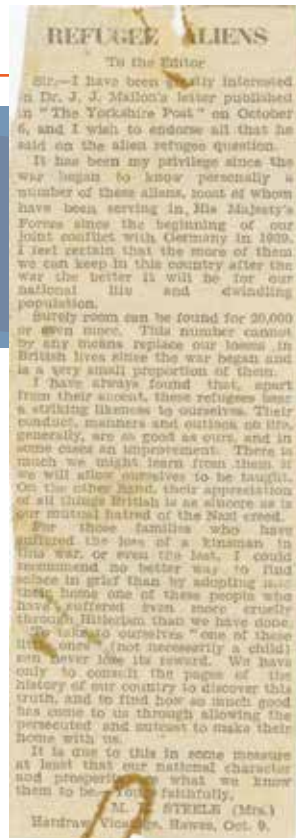 REFUGEE ALIENS
To the Editor
Sir,—I have been greatly interested
in Dr. J. J. Mallon's letter published
in "The Yorkshire Post" on October
6, and I wish to endorse all that he
said on the alien refugee question.
It has been my privilege since the
war began to know personally a
number of these aliens, most of whom
have been serving in His Majesty's
Forces since the beginning of our
joint conflict with Germany in 1939.
I feel certain that the more of them
we can keep in this country after the
war the better it will be for our
national life and dwindling
population.
Surely room can be found for 20,000
or even more. This number cannot
by any means replace our losses in
British lives since the war began and
is a very small proportion of them.
I have always found that, apart
from their accent, these refugees bear
a striking likeness to ourselves. Their
conduct, manners and outlook on life,
generally, are as good as ours, and in
some cases an improvement. There is
much we might learn from them if
we will allow ourselves to be taught.
On the other hand, their appreciation
of all things British is as sincere as is
our mutual hatred of the Nazi creed.
For those families who have
suffered the loss of a kinsman in
this war, or even the last, I could
recommend no better way to find
solace in grief than by adopting into
their home one of these people who
have suffered even more cruelly
through Hitlerism than we have done.
To take to ourselves "one of these
little ones" (not necessarily a child)
can never lose its reward. We have
only to consult the pages of the
history of our country to discover this
truth, and to find how so much good
has come to us through allowing the
persecuted and outcast to make their
home with us.
It is due to this in some measure
at least that our national character
and prosperity what we know
them to be.—Yours faithfully,
M. STEELE (Mrs.)
Hardraw Vicarage, Hawes, Oct. 9.